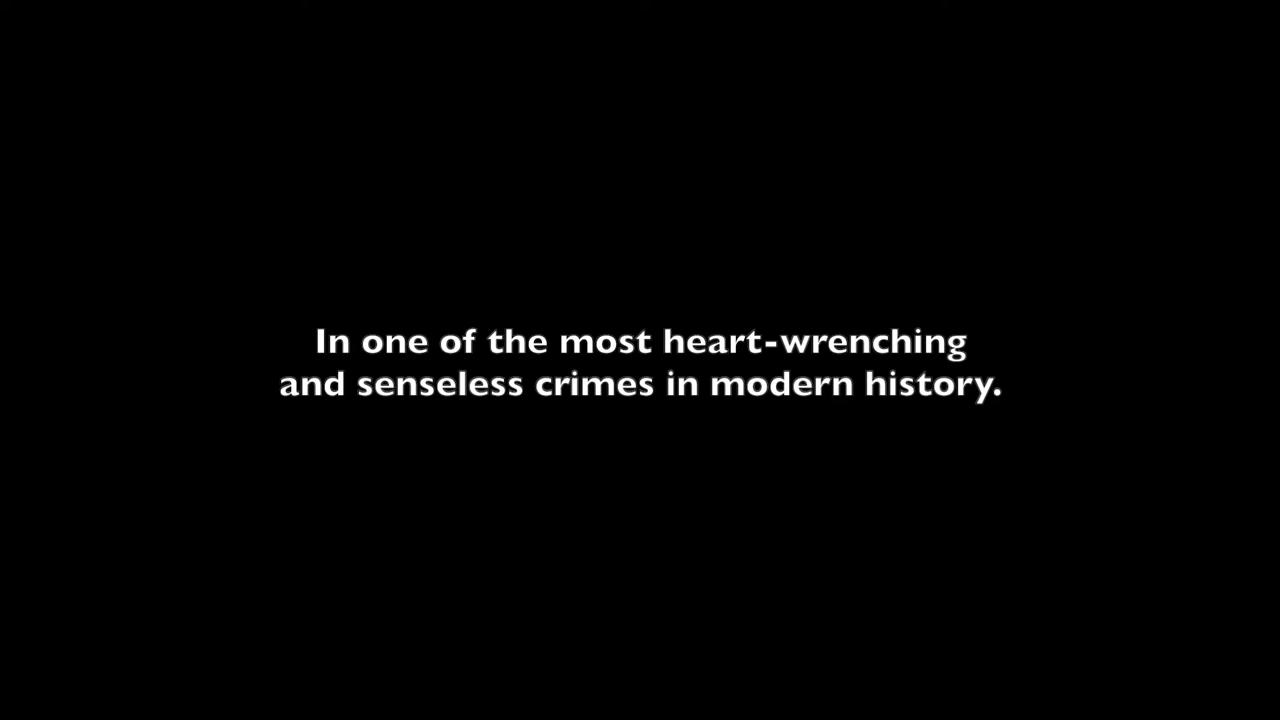 In one of the most heart-wrenching
and senseless crimes in modern history.